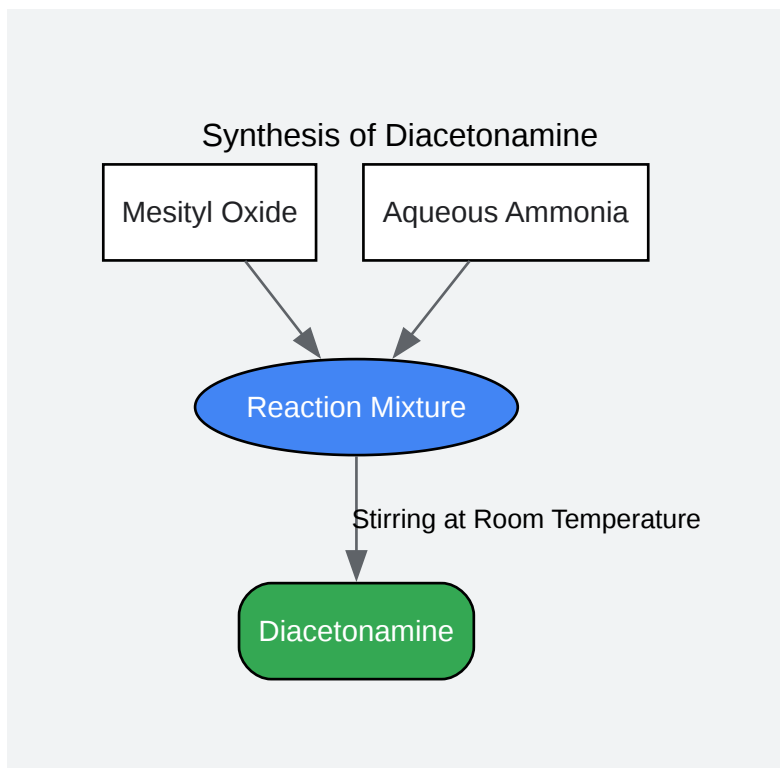 Synthesis of Diacetonamine
Mesityl Oxide
Aqueous Ammonia
Reaction Mixture
Stirring at Room Temperature
Diacetonamine